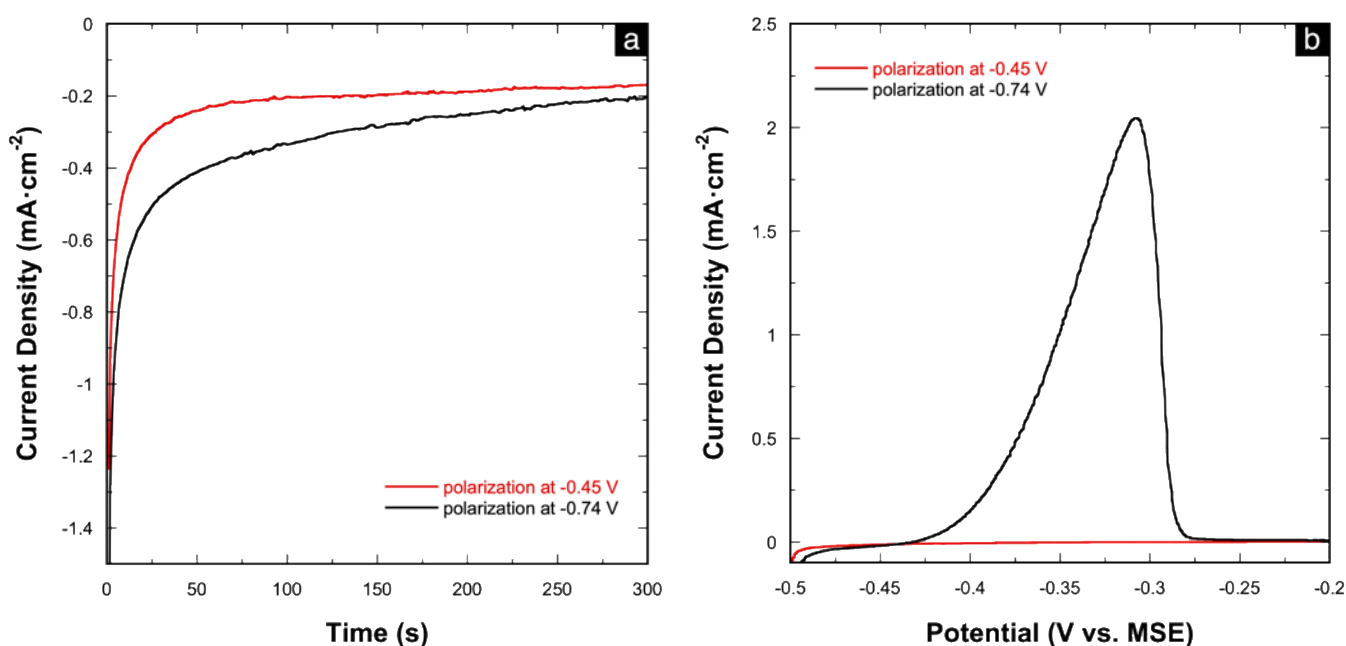 a
Current Density (mA·cm-2)
0
-0.2
-0.4
-0.6
-0.8
-1
-1.2
-1.4
polarization at -0.45 V
polarization at -0.74 V
0 50 100 150 200 250 300
Time (s)
b
Current Density (mA·cm-2)
2.5
2
1.5
1
0.5
0
polarization at -0.45 V
polarization at -0.74 V
-0.5 -0.45 -0.4 -0.35 -0.3 -0.25 -0.2
Potential (V vs. MSE)